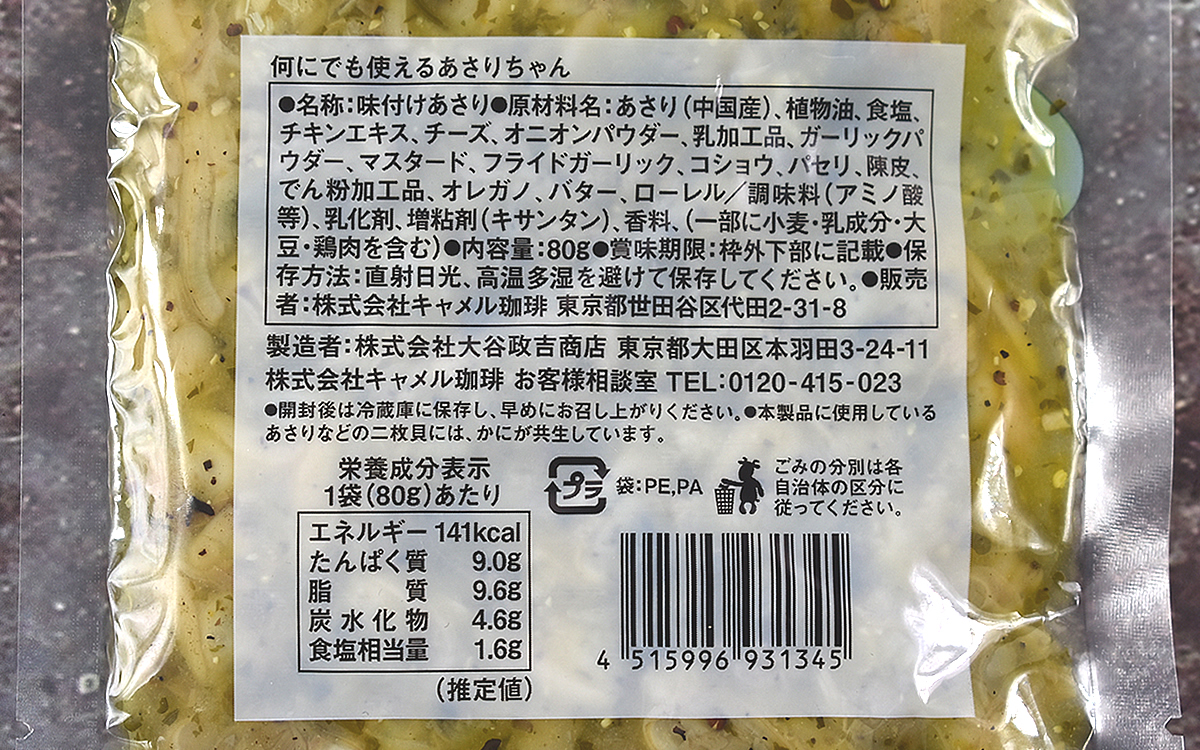 何にでも使えるあさりちゃん
●名称：味付けあさり●原材料名：あさり（中国産）、植物油、食塩、
チキンエキス、チーズ、オニオンパウダー、乳加工品、ガーリックパ
ウダー、マスタード、フライドガーリック、コショウ、パセリ、陳皮、
でん粉加工品、オレガノ、バター、ローレル／調味料（アミノ酸
等）、乳化剤、増粘剤（キサンタン）、香料、（一部に小麦・乳成分・大
豆・鶏肉を含む）●内容量：80g●賞味期限：枠外下部に記載●保
存方法：直射日光、高温多湿を避けて保存してください。●販売
者：株式会社キャメル珈琲 東京都世田谷区代田2-31-8
製造者：株式会社大谷政吉商店 東京都大田区本羽田3-24-11
株式会社キャメル珈琲 お客様相談室 TEL：0120-415-023
●開封後は冷蔵庫に保存し、早めにお召し上がりください。●本製品に使用している
あさりなどの二枚貝には、かにが共生しています。
栄養成分表示
1袋（80g）あたり
エネルギー 141kcal
たんぱく質 9.0g
脂質 9.6g
炭水化物 4.6g
食塩相当量 1.6g
（推定値）
プラ
袋：PE,PA
ごみの分別は各
自治体の区分に
従ってください。
4 515996 931345